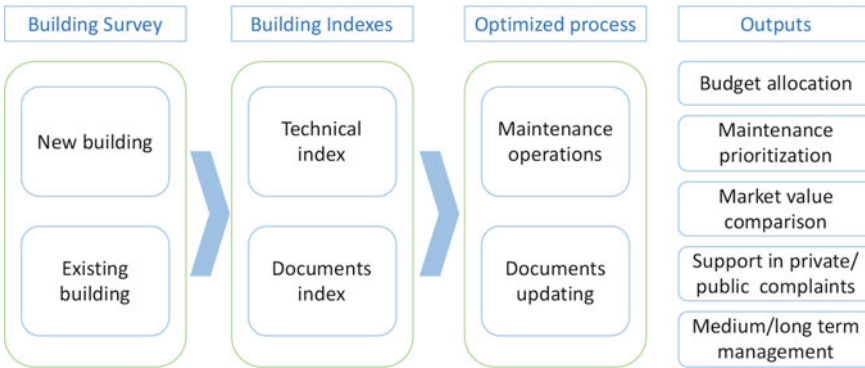 Building Survey
Building Indexes
Optimized process
Outputs
New building
Existing
building
Technical
index
Documents
index
Maintenance
operations
Documents
updating
Budget allocation
Maintenance
prioritization
Market value
comparison
Support in private/
public complaints
Medium/long term
management